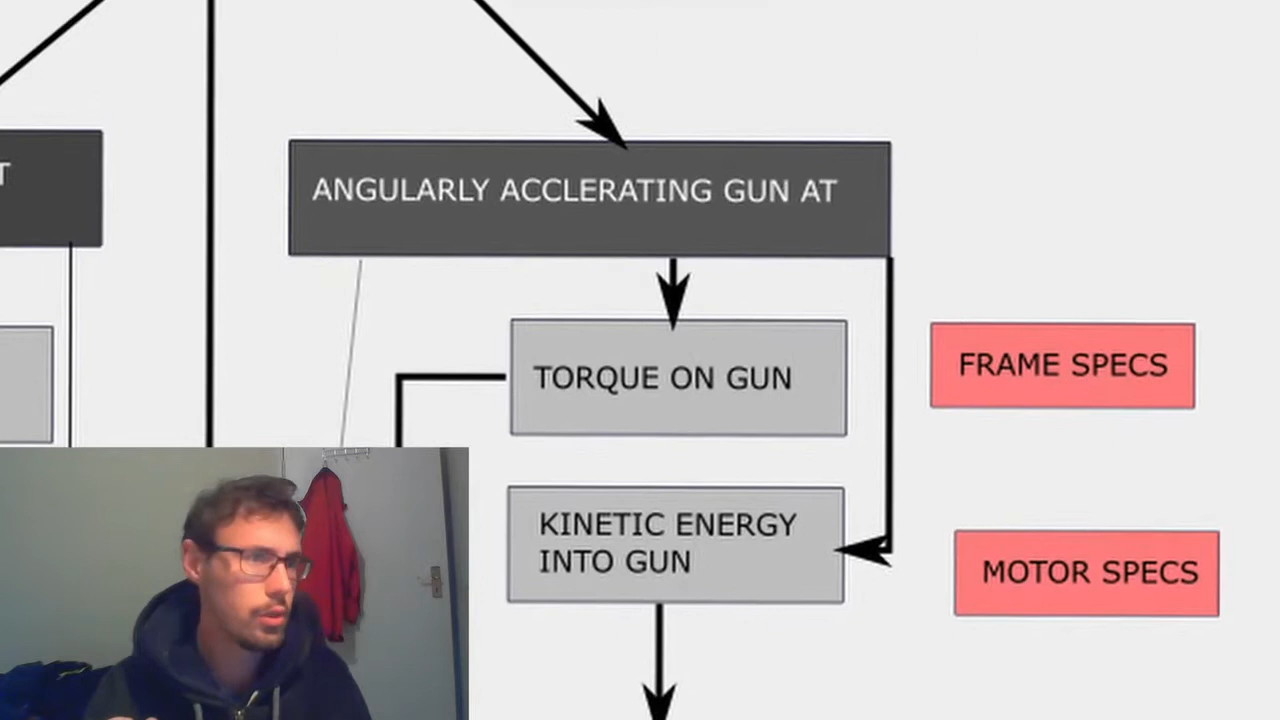 T
ANGULARLY ACCLERATING GUN AT
TORQUE ON GUN
FRAME SPECS
KINETIC ENERGY
INTO GUN
MOTOR SPECS